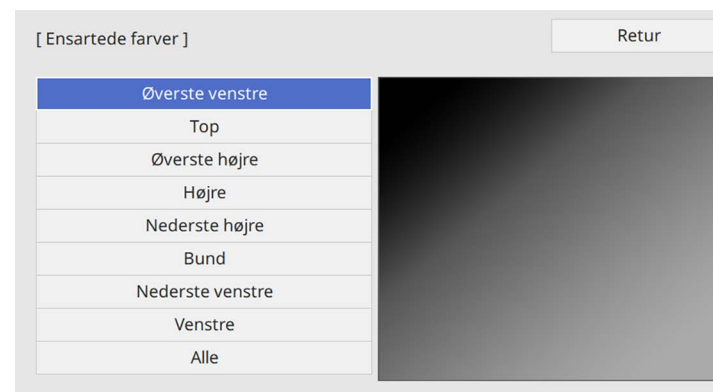 [ Ensartede farver ]
Retur
Øverste venstre
Top
Øverste højre
Højre
Nederste højre
Bund
Nederste venstre
Venstre
Alle